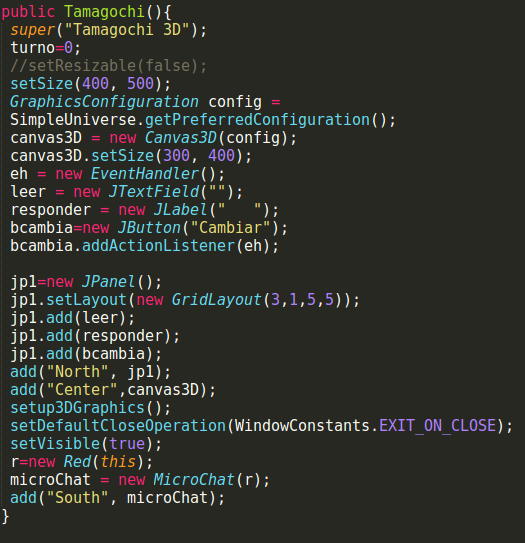 public Tamagochi(){
super("Tamagochi 3D");
turno=0;
//setResizable(false);
setSize(400, 500);
GraphicsConfiguration config =
SimpleUniverse.getPreferredConfiguration();
canvas3D = new Canvas3D(config);
canvas3D.setSize(300, 400);
eh = new EventHandler();
leer = new JTextField("");
responder = new JLabel("   ");
bcambia=new JButton("Cambiar");
bcambia.addActionListener(eh);

jp1=new JPanel();
jp1.setLayout(new GridLayout(3,1,5,5));
jp1.add(leer);
jp1.add(responder);
jp1.add(bcambia);
add("North", jp1);
add("Center",canvas3D);
setup3DGraphics();
setDefaultCloseOperation(WindowConstants.EXIT_ON_CLOSE);
setVisible(true);
r=new Red(this);
microChat = new MicroChat(r);
add("South", microChat);
}